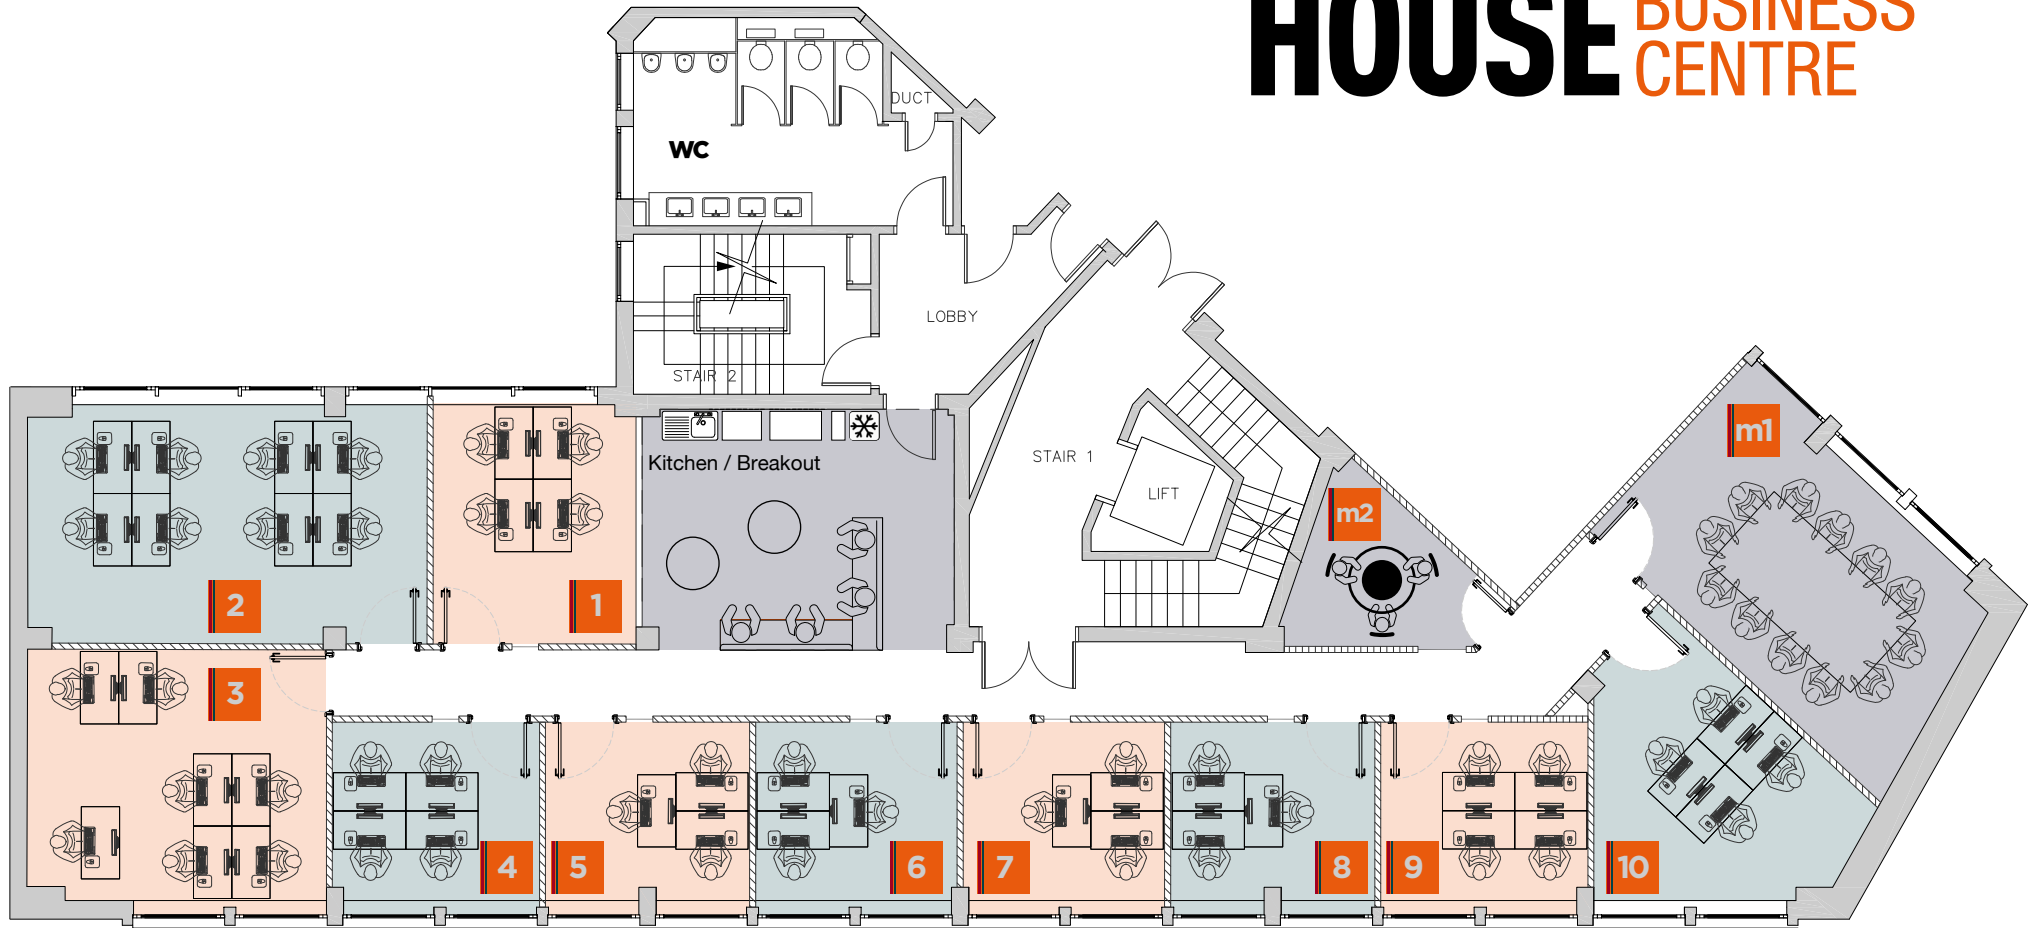 HOUSE
BUSINESS
CENTRE
DUCT
WC
LOBBY
STAIR 2
Kitchen / Breakout
STAIR 1
LIFT
m1
m2
2
1
3
4
5
6
7
8
9
10